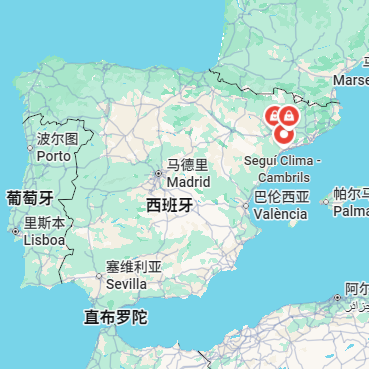 马
Marse
波尔图
Porto
Seguí Clima -
Cambrils
马德里
Madrid
西班牙
葡萄牙
巴伦西亚
València
帕尔马
Palma
里斯本
Lisboa
塞维利亚
Sevilla
直布罗陀
阿尔